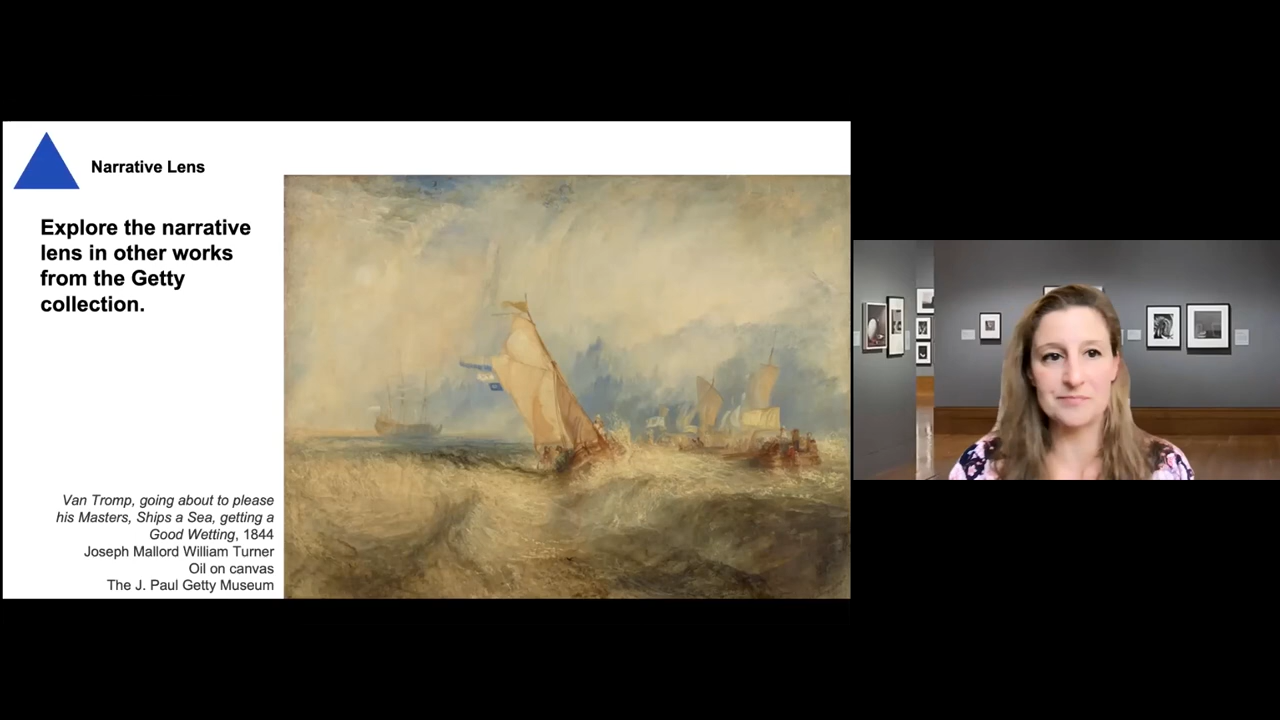 Narrative Lens
Explore the narrative
lens in other works
from the Getty
collection.
Van Tromp, going about to please
his Masters, Ships a Sea, getting a
Good Wetting, 1844
Joseph Mallord William Turner
Oil on canvas
The J. Paul Getty Museum